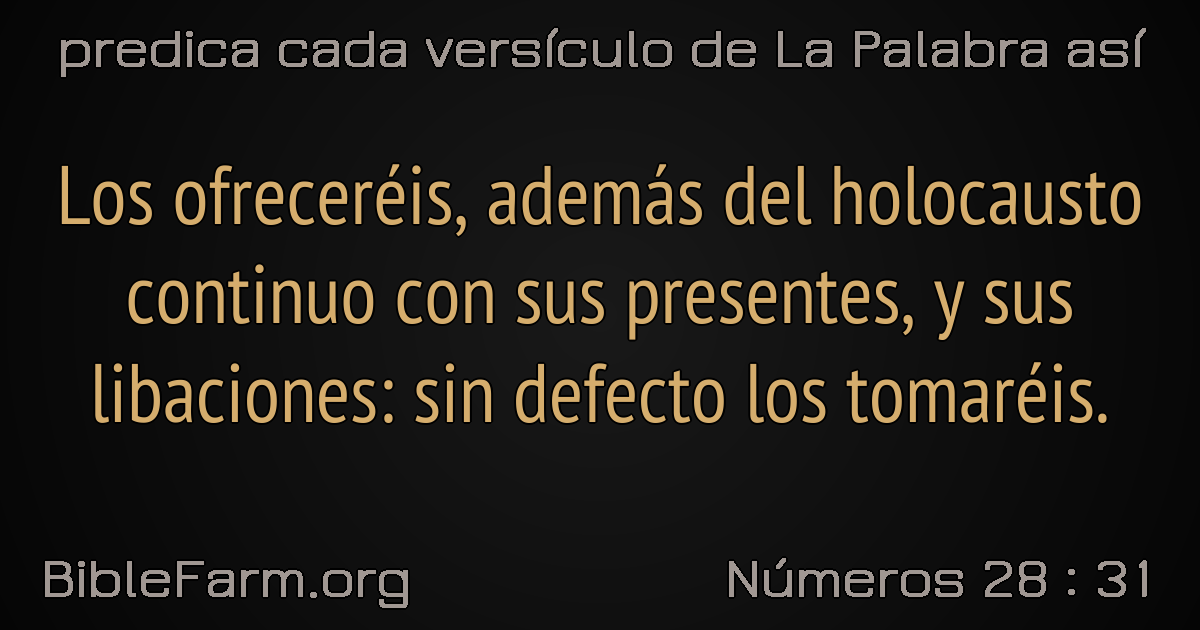 predica cada versículo de La Palabra así
Los ofreceréis, además del holocausto
continuo con sus presentes, y sus
libaciones: sin defecto los tomaréis.
BibleFarm.org
Números 28 : 31